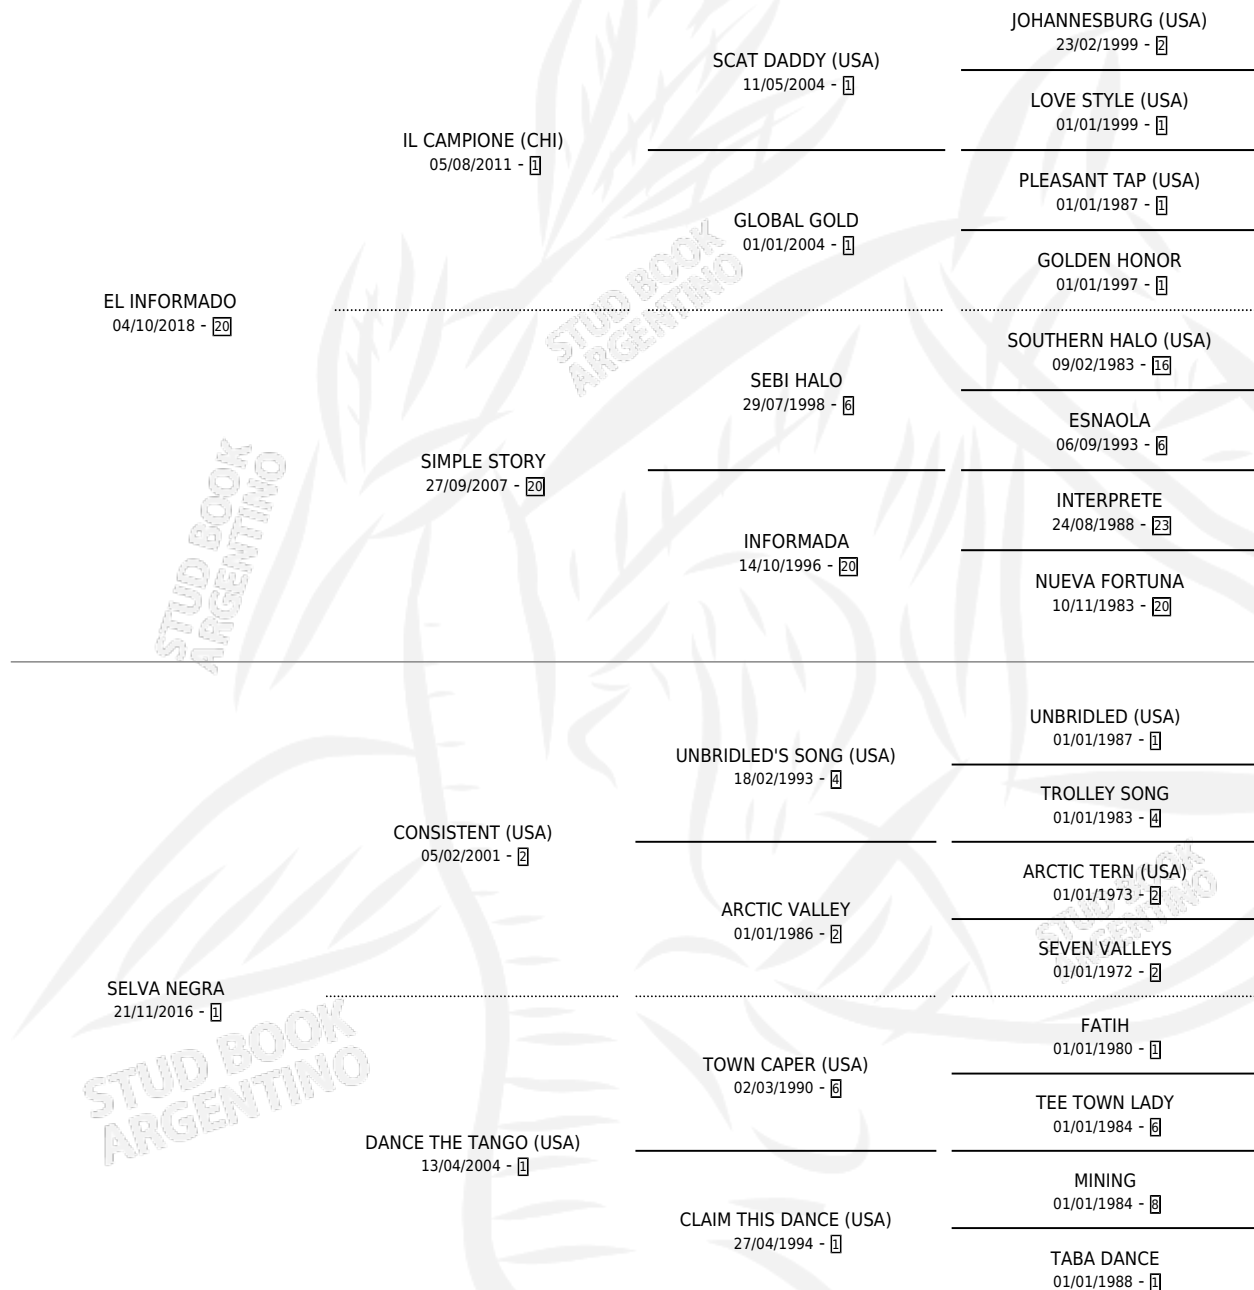 JOHANNESBURG (USA)
23/02/1999 - 2
SCAT DADDY (USA)
11/05/2004 - 1
LOVE STYLE (USA)
01/01/1999 - 1
IL CAMPIONE (CHI)
05/08/2011 - 1
PLEASANT TAP (USA)
01/01/1987 - 1
GLOBAL GOLD
01/01/2004 - 1
GOLDEN HONOR
01/01/1997 - 1
EL INFORMADO
04/10/2018 - 20
SOUTHERN HALO (USA)
09/02/1983 - 16
SEBI HALO
29/07/1998 - 6
ESNAOLA
06/09/1993 - 6
SIMPLE STORY
27/09/2007 - 20
INTERPRETE
24/08/1988 - 23
INFORMADA
14/10/1996 - 20
NUEVA FORTUNA
10/11/1983 - 20
UNBRIDLED (USA)
01/01/1987 - 1
UNBRIDLED'S SONG (USA)
18/02/1993 - 4
TROLLEY SONG
01/01/1983 - 4
CONSISTENT (USA)
05/02/2001 - 2
ARCTIC TERN (USA)
01/01/1973 - 2
ARCTIC VALLEY
01/01/1986 - 2
SEVEN VALLEYS
01/01/1972 - 2
SELVA NEGRA
21/11/2016 - 1
FATIH
01/01/1980 - 1
TOWN CAPER (USA)
02/03/1990 - 6
TEE TOWN LADY
01/01/1984 - 6
DANCE THE TANGO (USA)
13/04/2004 - 1
MINING
01/01/1984 - 8
CLAIM THIS DANCE (USA)
27/04/1994 - 1
TABA DANCE
01/01/1988 - 1
STUD BOOK
ARGENTINO
STUD BOOK
ARGENTINO
STUD BOOK
ARGENTINO
STUD BOOK
ARGENTINO